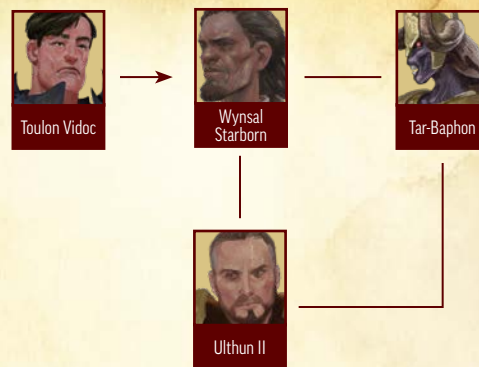 Toulon Vidoc
Wynsal
Starborn
Tar-Baphon
Ulthun II